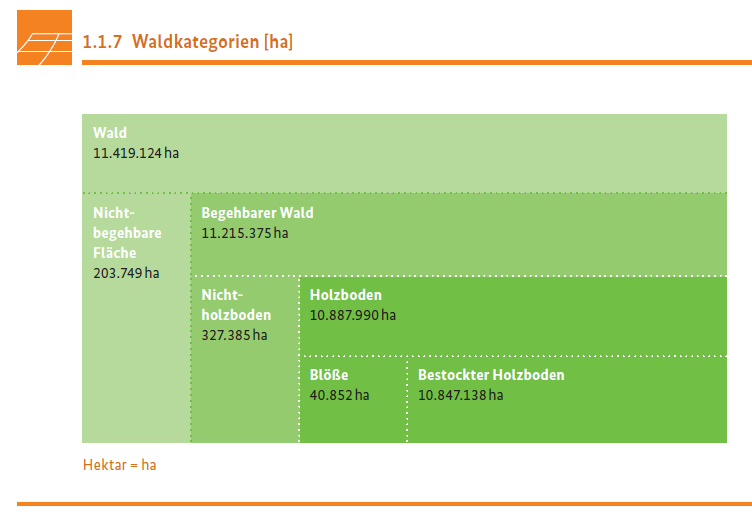 1.1.7 Waldkategorien [ha]
Wald
11.419.124 ha
Nicht-
begehbare
Fläche
203.749 ha
Begehbarer Wald
11.215.375 ha
Nicht-
holzboden
327.385 ha
Holzboden
10.887.990 ha
Blöße
40.852 ha
Bestockter Holzboden
10.847.138 ha
Hektar = ha